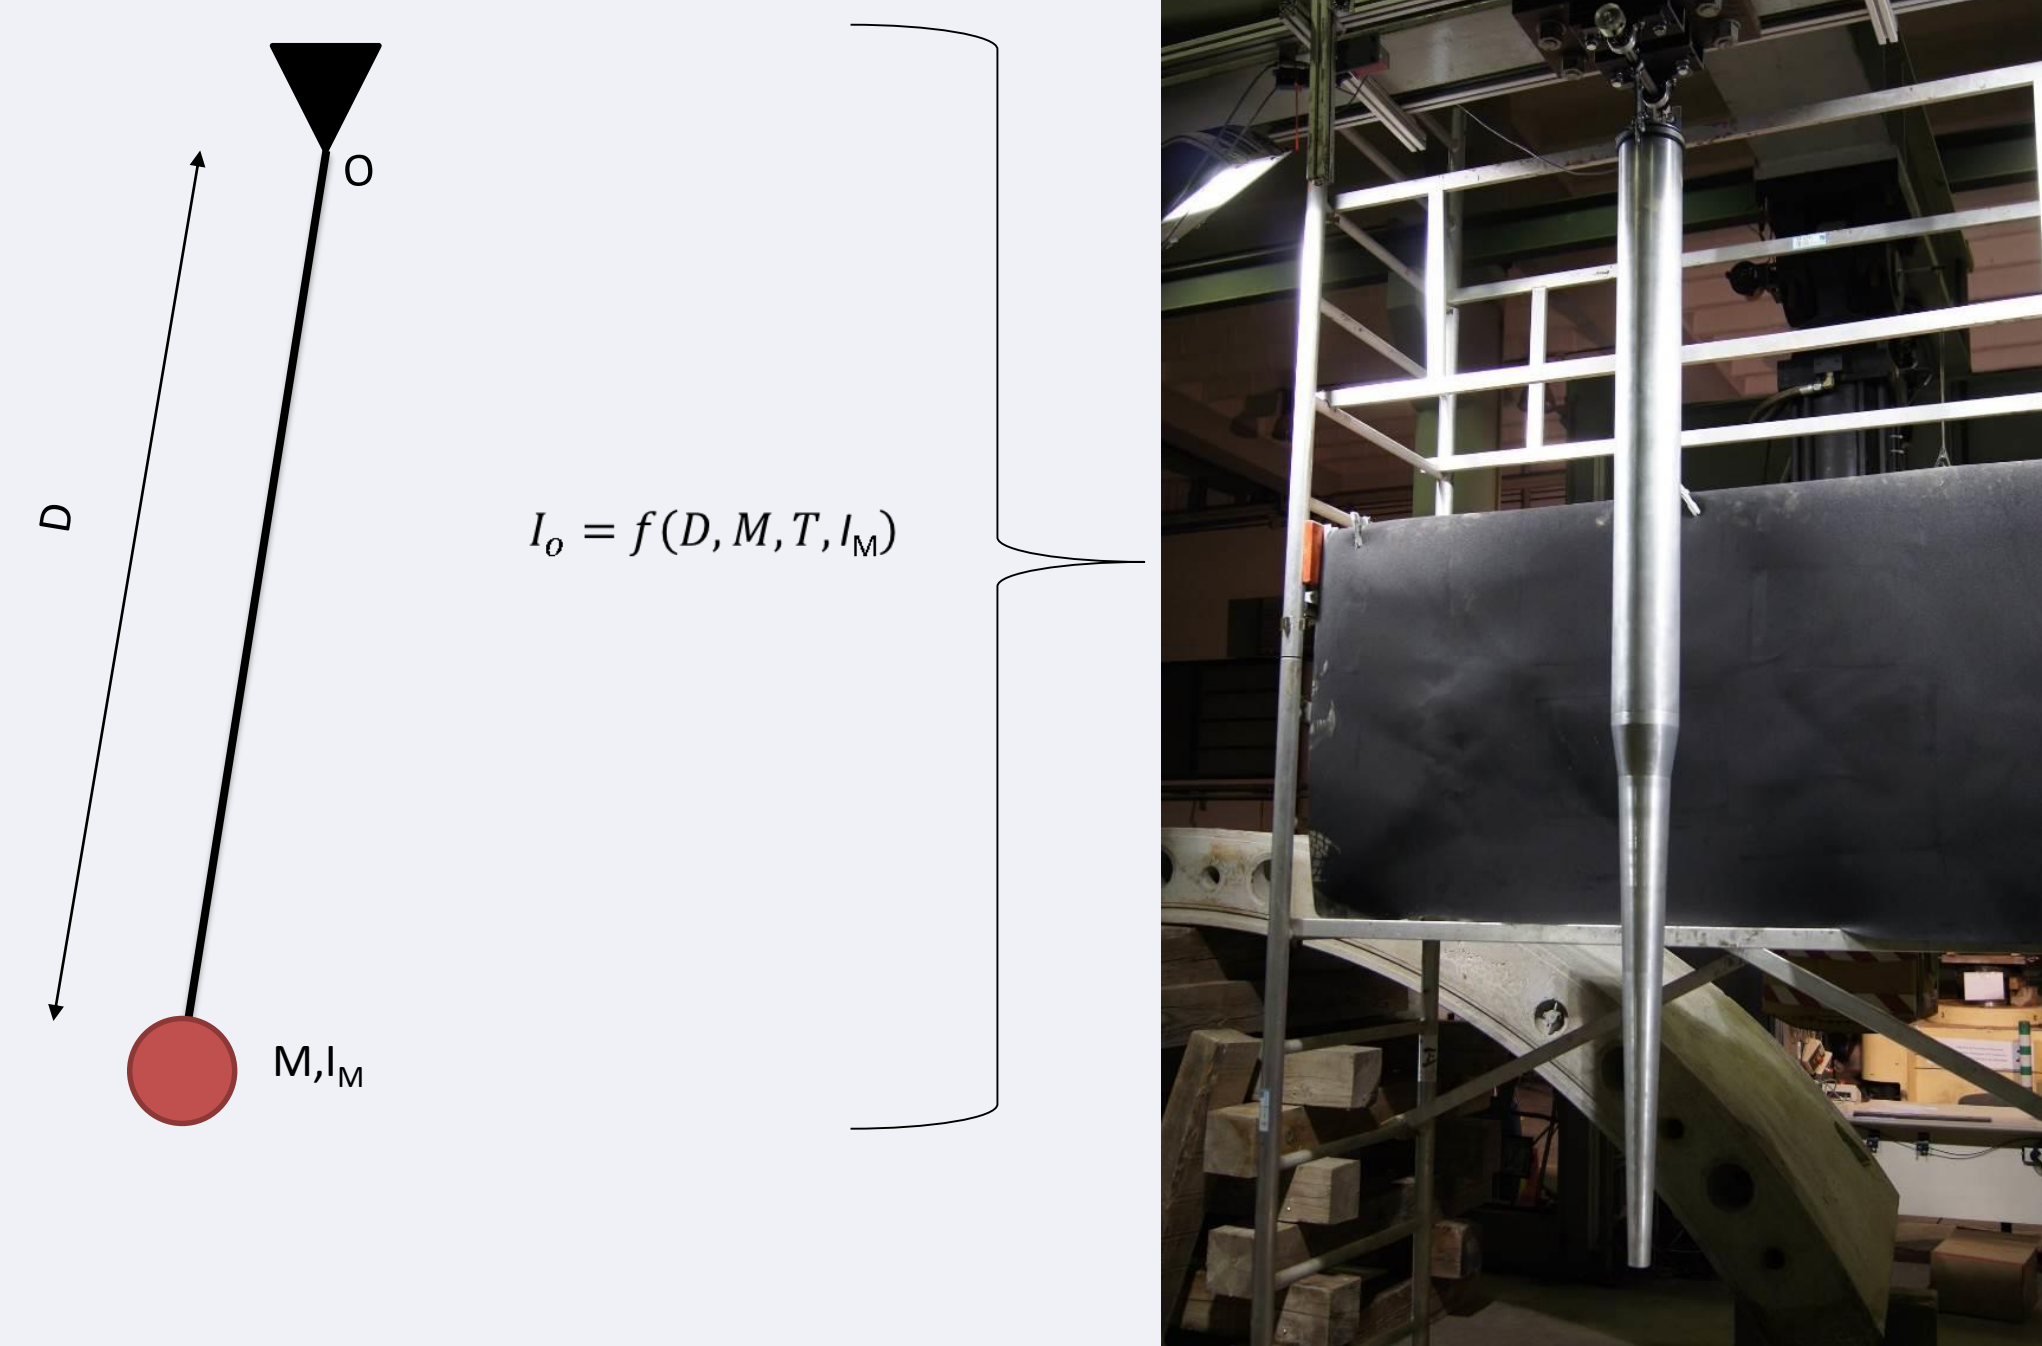 O
D
I_o = f(D, M, T, I_M)
M,I_M